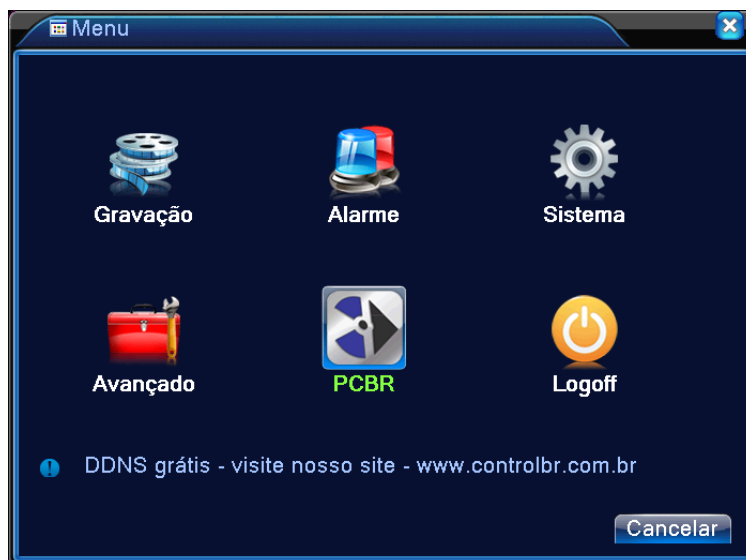 Menu
Gravação Alarme Sistema
Avançado PCBR Logoff
DDNS grátis - visite nosso site - www.controlbr.com.br
Cancelar